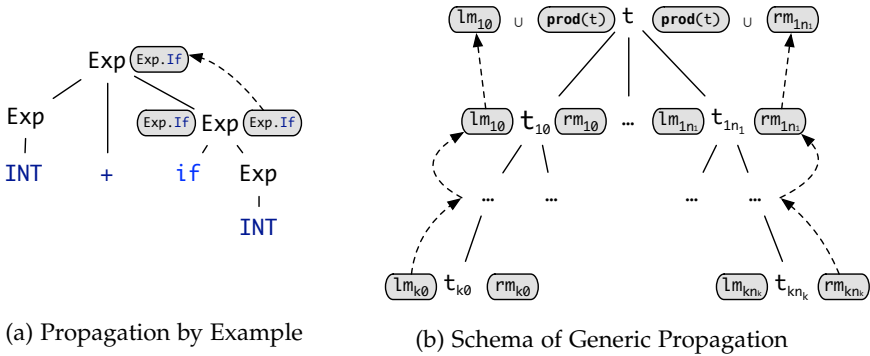 Exp Exp.If
Exp Exp.If Exp Exp.If
INT + if Exp
INT
(a) Propagation by Example
lm10 ∪ prod(t) t prod(t) ∪ rm1n1
lm10 t10 rm10 … lm1n1 t1n1 rm1n1
… … … …
lmk0 tk0 rmk0 lmknk tknk rmknk
(b) Schema of Generic Propagation